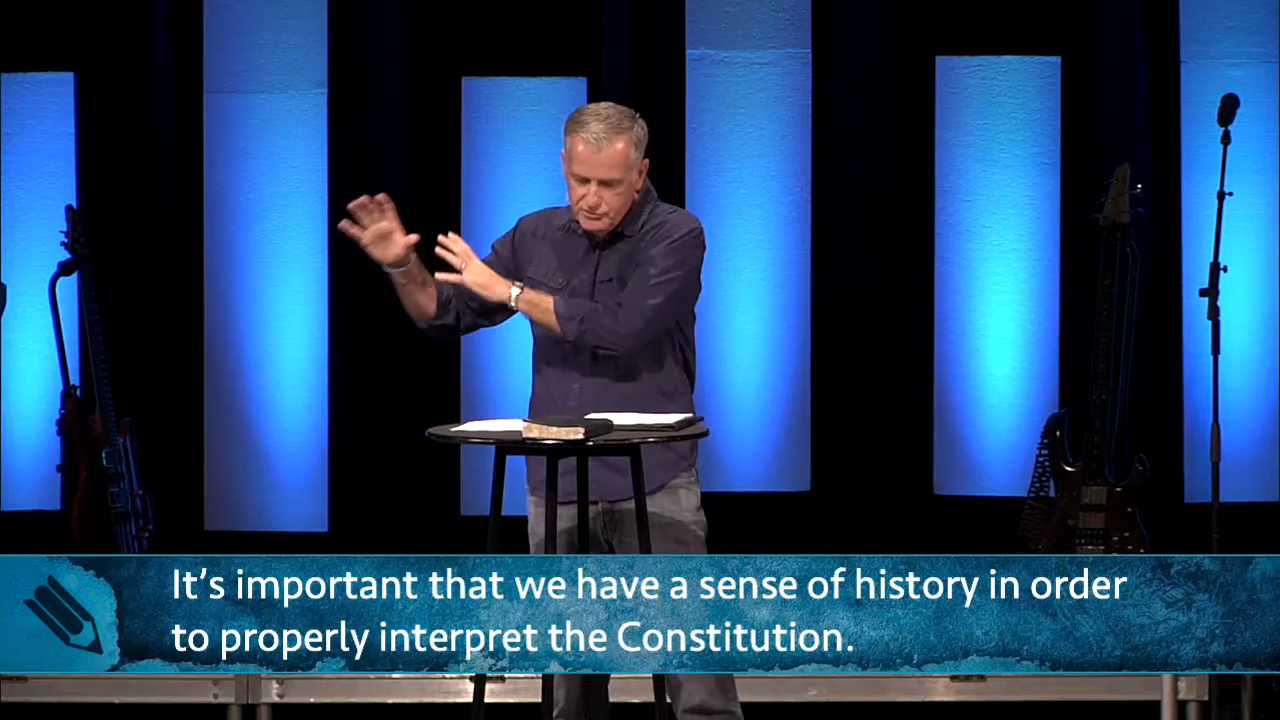 It’s important that we have a sense of history in order
to properly interpret the Constitution.